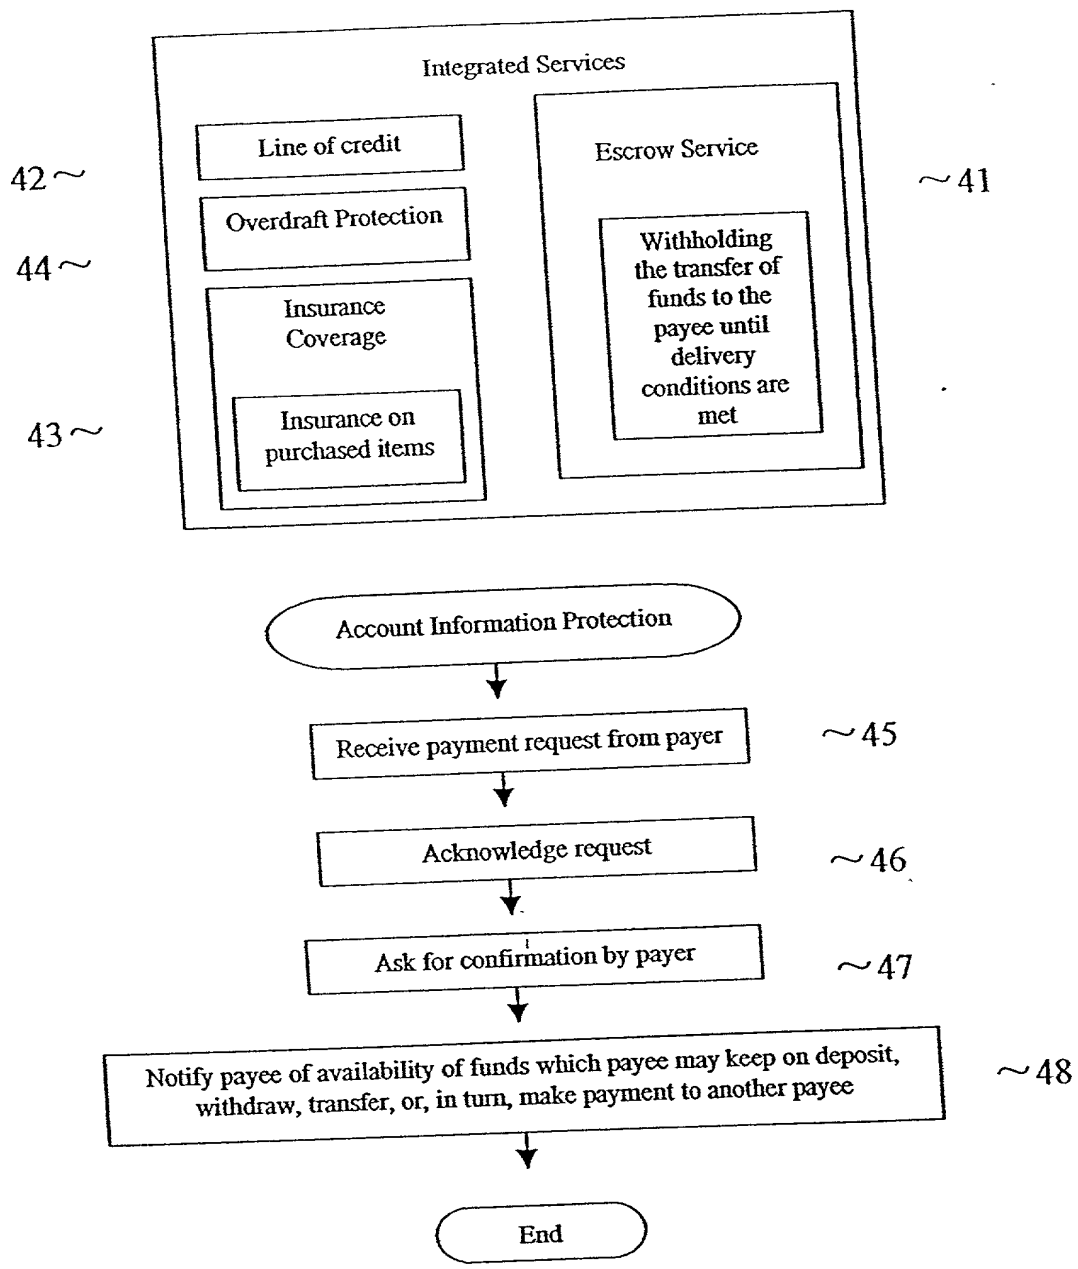 Integrated Services
Line of credit
42
Overdraft Protection
44
Insurance
Coverage
43
Insurance on
purchased items
Escrow Service
41
Withholding
the transfer of
funds to the
payee until
delivery
conditions are
met
Account Information Protection
Receive payment request from payer
45
Acknowledge request
46
Ask for confirmation by payer
47
Notify payee of availability of funds which payee may keep on deposit,
withdraw, transfer, or, in turn, make payment to another payee
48
End